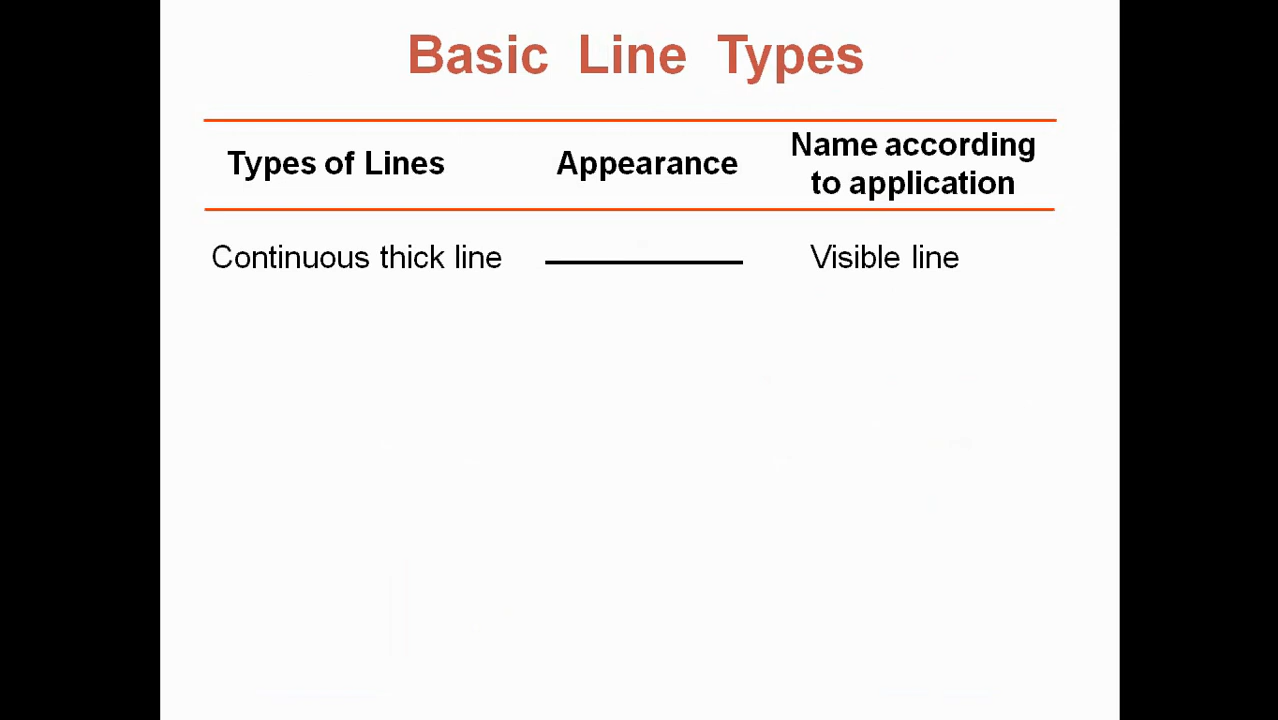 Basic Line Types
Types of Lines
Appearance
Name according
to application
Continuous thick line
Visible line